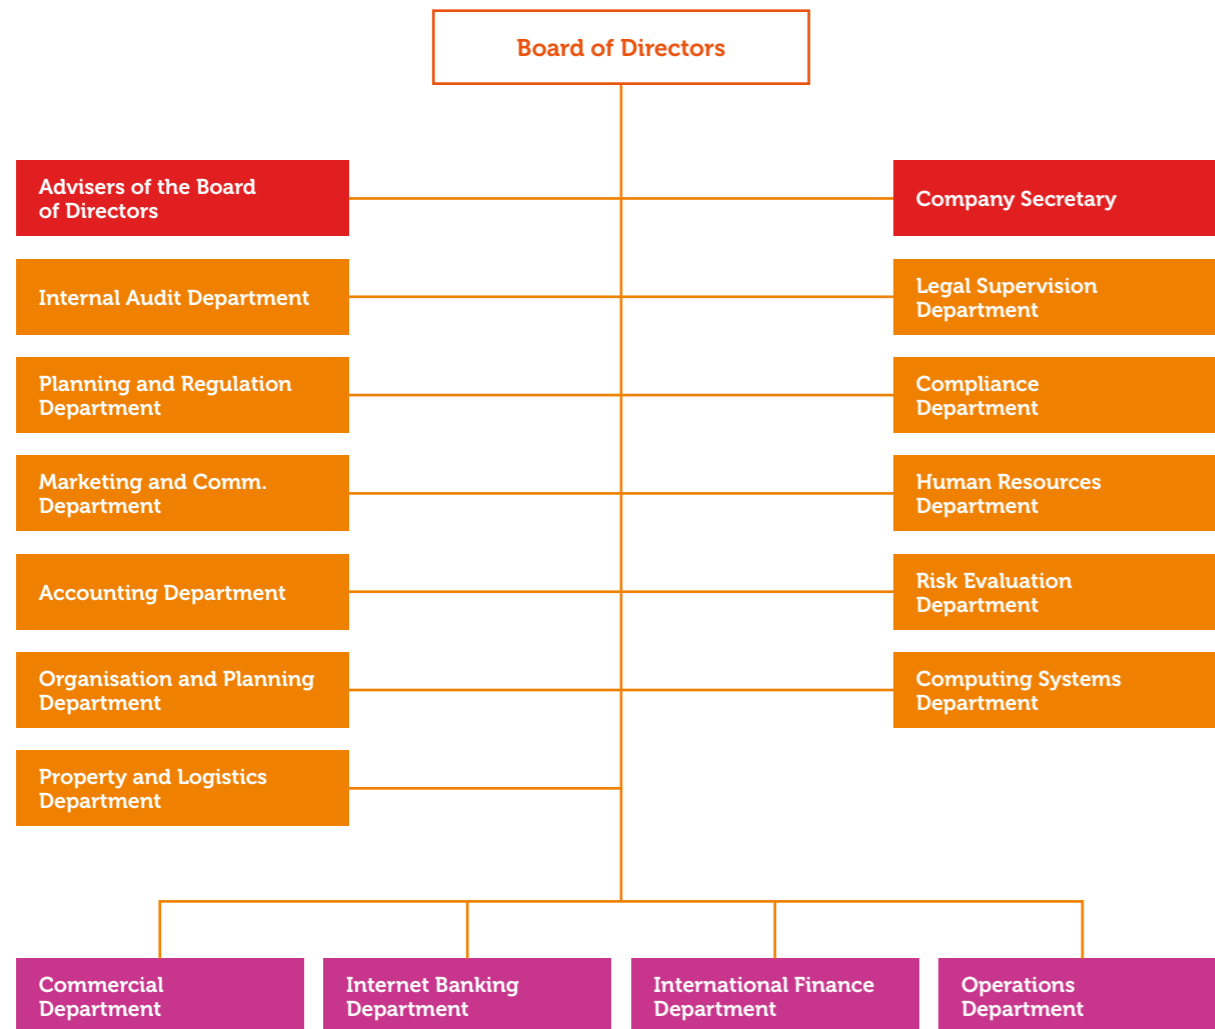 Board of Directors
Advisers of the Board
of Directors
Company Secretary
Internal Audit Department
Legal Supervision
Department
Planning and Regulation
Department
Compliance
Department
Marketing and Comm.
Department
Human Resources
Department
Accounting Department
Risk Evaluation
Department
Organisation and Planning
Department
Computing Systems
Department
Property and Logistics
Department
Commercial
Department
Internet Banking
Department
International Finance
Department
Operations
Department